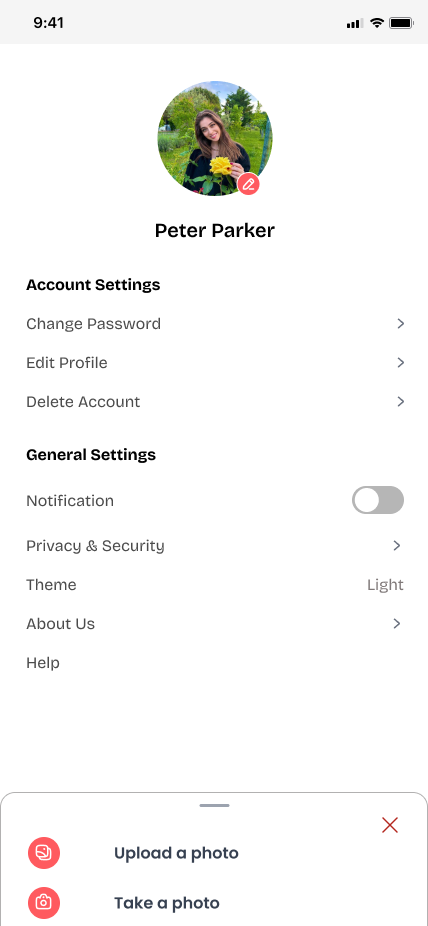 9:41
Peter Parker
Account Settings
Change Password
Edit Profile
Delete Account
General Settings
Notification
Privacy & Security
Theme Light
About Us
Help
Upload a photo
Take a photo